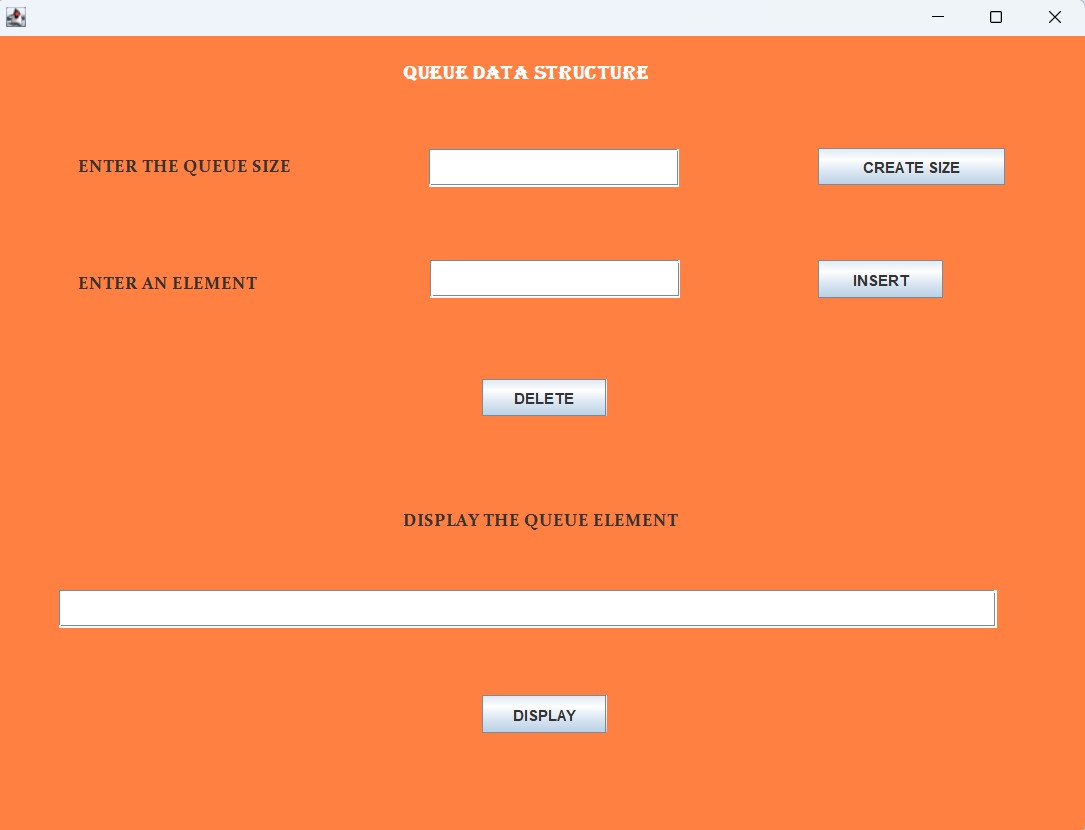 QUEUE DATA STRUCTURE
ENTER THE QUEUE SIZE
CREATE SIZE
ENTER AN ELEMENT
INSERT
DELETE
DISPLAY THE QUEUE ELEMENT
DISPLAY